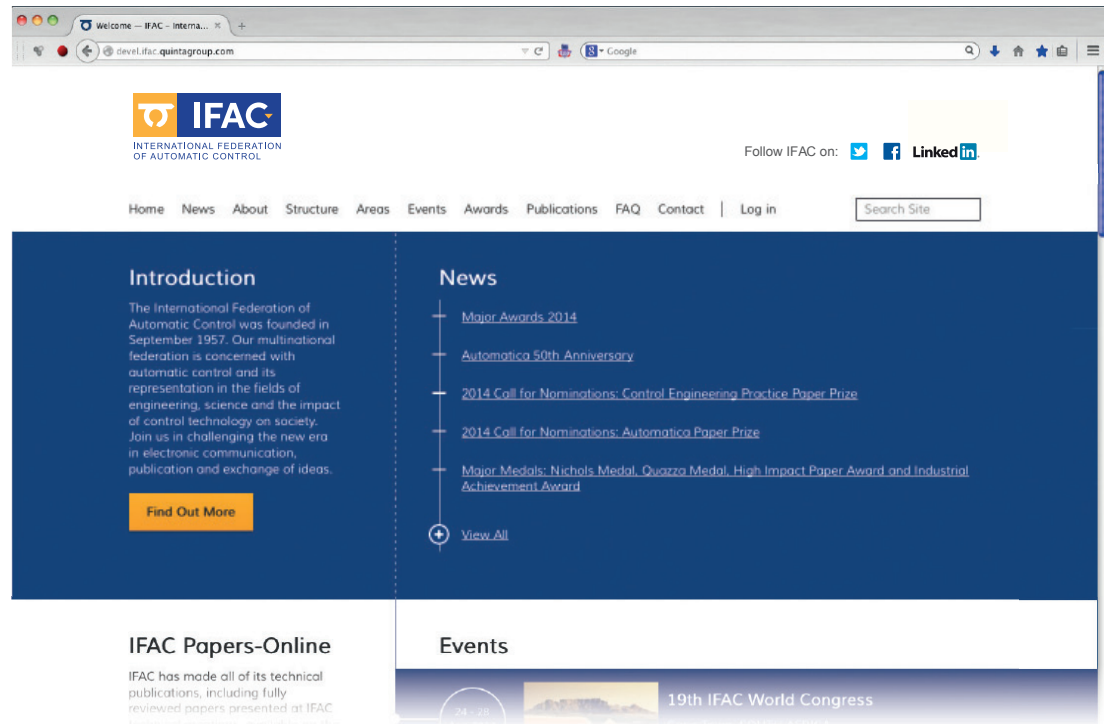 Welcome — IFAC – Interna...
devel.ifac.quintagroup.com
Google
IFAC
INTERNATIONAL FEDERATION
OF AUTOMATIC CONTROL
Follow IFAC on:
Linked in
Home News About Structure Areas Events Awards Publications FAQ Contact | Log in
Search Site
Introduction
The International Federation of
Automatic Control was founded in
September 1957. Our multinational
federation is concerned with
automatic control and its
representation in the fields of
engineering, science and the impact
of control technology on society.
Join us in challenging the new era
in electronic communication,
publication and exchange of ideas.
Find Out More
News
Major Awards 2014
Automatica 50th Anniversary
2014 Call for Nominations: Control Engineering Practice Paper Prize
2014 Call for Nominations: Automatica Paper Prize
Major Medals: Nichols Medal, Quazza Medal, High Impact Paper Award and Industrial
Achievement Award
View All
IFAC Papers-Online
IFAC has made all of its technical
publications, including fully
reviewed papers presented at IFAC
Events
24 - 29
19th IFAC World Congress